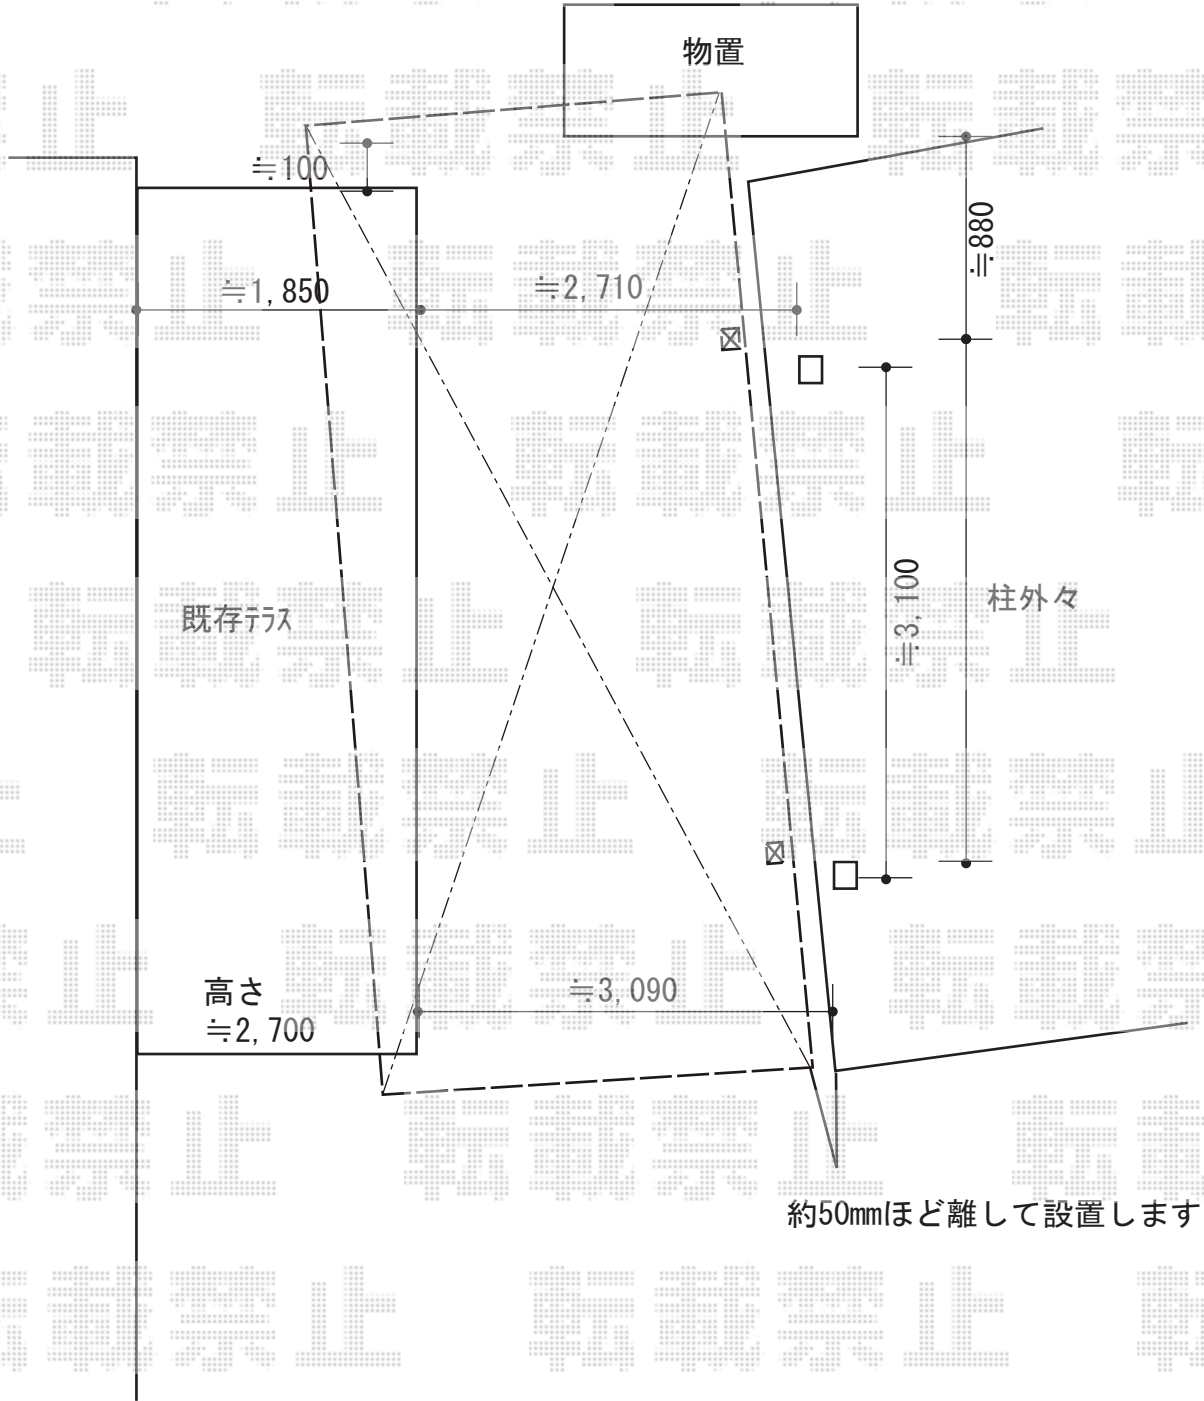 物置
≒100
≒880
≒1,850
≒2,710
≒3,100
柱外々
既存ﾃﾗｽ
高さ
≒2,700
≒3,090
約50mmほど離して設置します
転載禁止